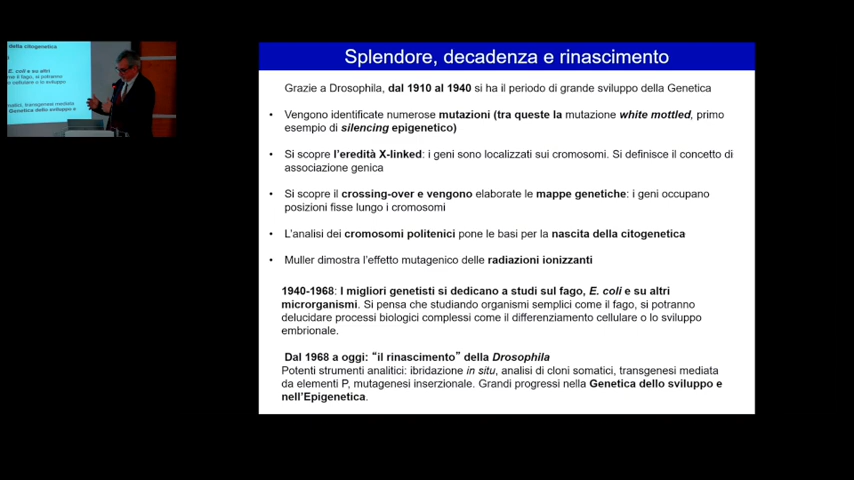 Splendore, decadenza e rinascimento
Grazie a Drosophila, dal 1910 al 1940 si ha il periodo di grande sviluppo della Genetica
• Vengono identificate numerose mutazioni (tra queste la mutazione white mottled, primo
esempio di silencing epigenetico)
• Si scopre l'eredità X-linked: i geni sono localizzati sui cromosomi. Si definisce il concetto di
associazione genica
• Si scopre il crossing-over e vengono elaborate le mappe genetiche: i geni occupano
posizioni fisse lungo i cromosomi
• L'analisi dei cromosomi politenici pone le basi per la nascita della citogenetica
• Muller dimostra l'effetto mutagenico delle radiazioni ionizzanti
1940-1968: I migliori genetisti si dedicano a studi sul fago, E. coli e su altri
microrganismi. Si pensa che studiando organismi semplici come il fago, si potranno
delucidare processi biologici complessi come il differenziamento cellulare o lo sviluppo
embrionale.
Dal 1968 a oggi: "il rinascimento" della Drosophila
Potenti strumenti analitici: ibridazione in situ, analisi di cloni somatici, transgenesi mediata
da elementi P, mutagenesi inserzionale. Grandi progressi nella Genetica dello sviluppo e
nell'Epigenetica.
della citogenetica
E. coli e su altri
il fago, si potranno
cellulare o lo sviluppo
transgenesi mediata
Genetica dello sviluppo e